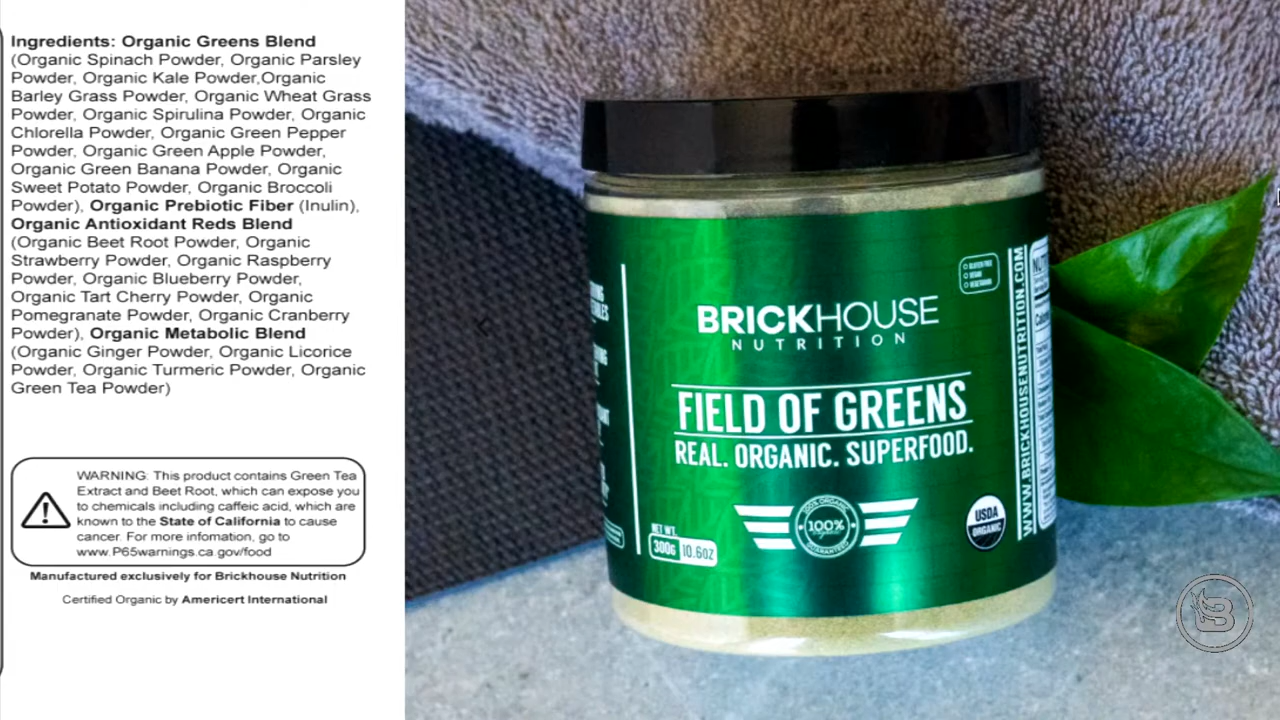 Ingredients: Organic Greens Blend
(Organic Spinach Powder, Organic Parsley
Powder, Organic Kale Powder,Organic
Barley Grass Powder, Organic Wheat Grass
Powder, Organic Spirulina Powder, Organic
Chlorella Powder, Organic Green Pepper
Powder, Organic Green Apple Powder,
Organic Green Banana Powder, Organic
Sweet Potato Powder, Organic Broccoli
Powder), Organic Prebiotic Fiber (Inulin),
Organic Antioxidant Reds Blend
(Organic Beet Root Powder, Organic
Strawberry Powder, Organic Raspberry
Powder, Organic Blueberry Powder,
Organic Tart Cherry Powder, Organic
Pomegranate Powder, Organic Cranberry
Powder), Organic Metabolic Blend
(Organic Ginger Powder, Organic Licorice
Powder, Organic Turmeric Powder, Organic
Green Tea Powder)
WARNING: This product contains Green Tea
Extract and Beet Root, which can expose you
to chemicals including caffeic acid, which are
known to the State of California to cause
cancer. For more infomation, go to
www.P65warnings.ca.gov/food
Manufactured exclusively for Brickhouse Nutrition
Certified Organic by Americert International
GLUTEN FREE
VEGAN
VEGETARIAN
BRICKHOUSE
NUTRITION
FIELD OF GREENS
REAL. ORGANIC. SUPERFOOD.
NET WT.
300G 10.6OZ
100% ORGANIC
100%
GUARANTEED
USDA
ORGANIC
WWW.BRICKHOUSENUTRITION.COM
B